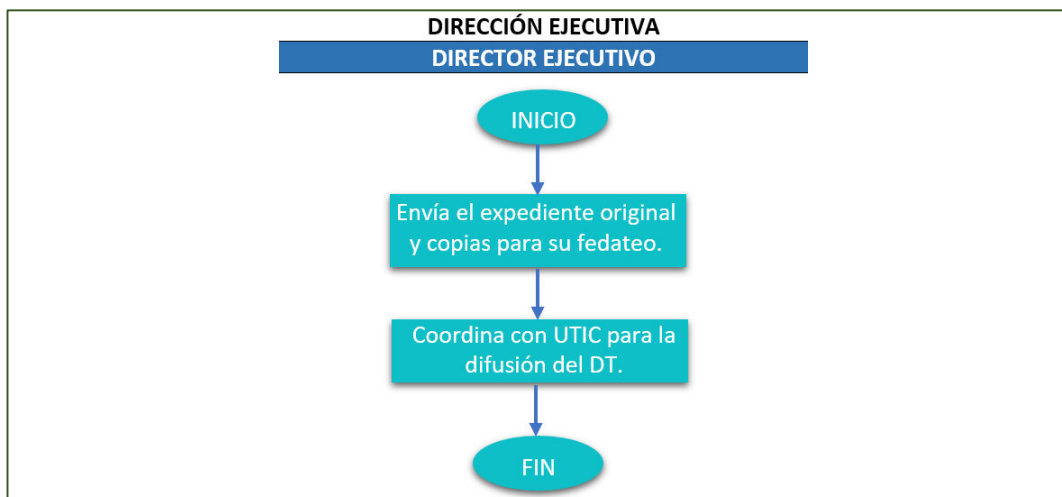 DIRECCIÓN EJECUTIVA
DIRECTOR EJECUTIVO
INICIO
Envía el expediente original
y copias para su fedateo.
Coordina con UTIC para la
difusión del DT.
FIN